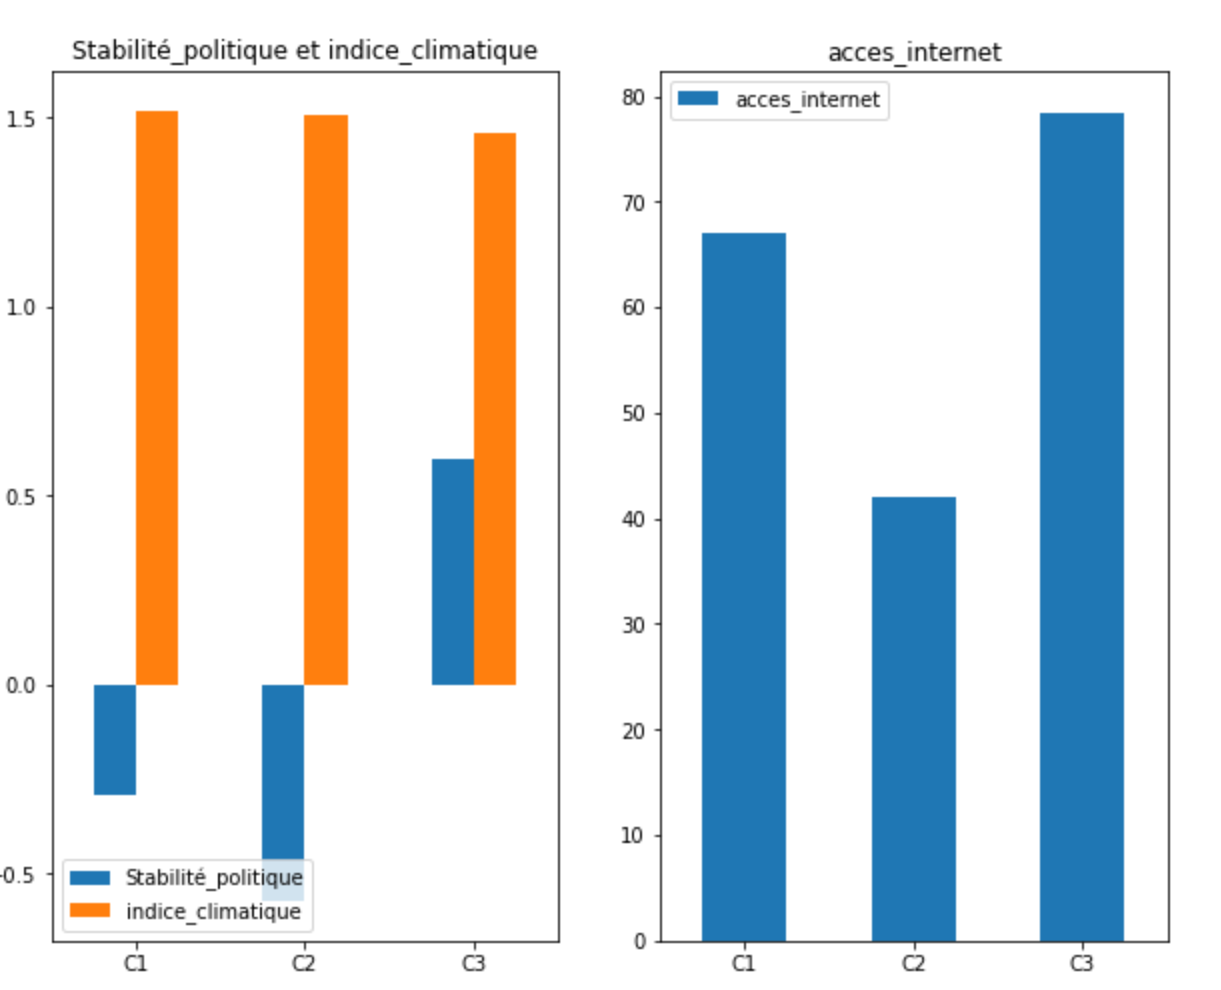 Stabilité_politique et indice_climatique
1.5
1.0
0.5
0.0
-0.5
Stabilité_politique
indice_climatique
C1 C2 C3
acces_internet
acces_internet
80
70
60
50
40
30
20
10
0
C1 C2 C3